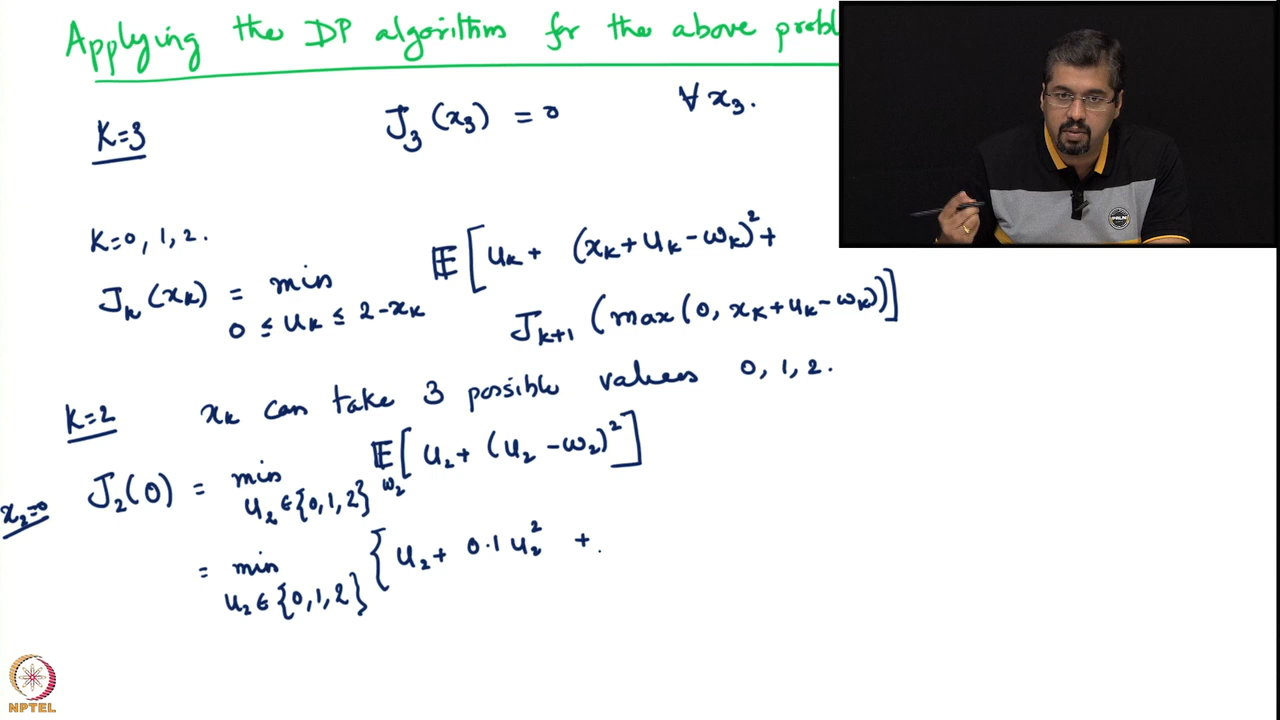 Applying the DP algorithm for the above probl
K=3 J₃(x₃) = 0 ∀ x₃.
K=0, 1, 2.
Jₖ(xₖ) = min 0 ≤ uₖ ≤ 2-xₖ 𝔼[uₖ + (xₖ+uₖ-ωₖ)² +
Jₖ₊₁(max(0, xₖ+uₖ-ωₖ))]
K=2 xₖ can take 3 possible values 0, 1, 2.
x₂=0 J₂(0) = min u₂∈{0,1,2} 𝔼 ω₂ [u₂ + (u₂-ω₂)²]
= min u₂∈{0,1,2} { u₂ + 0.1 u₂² +
NPTEL